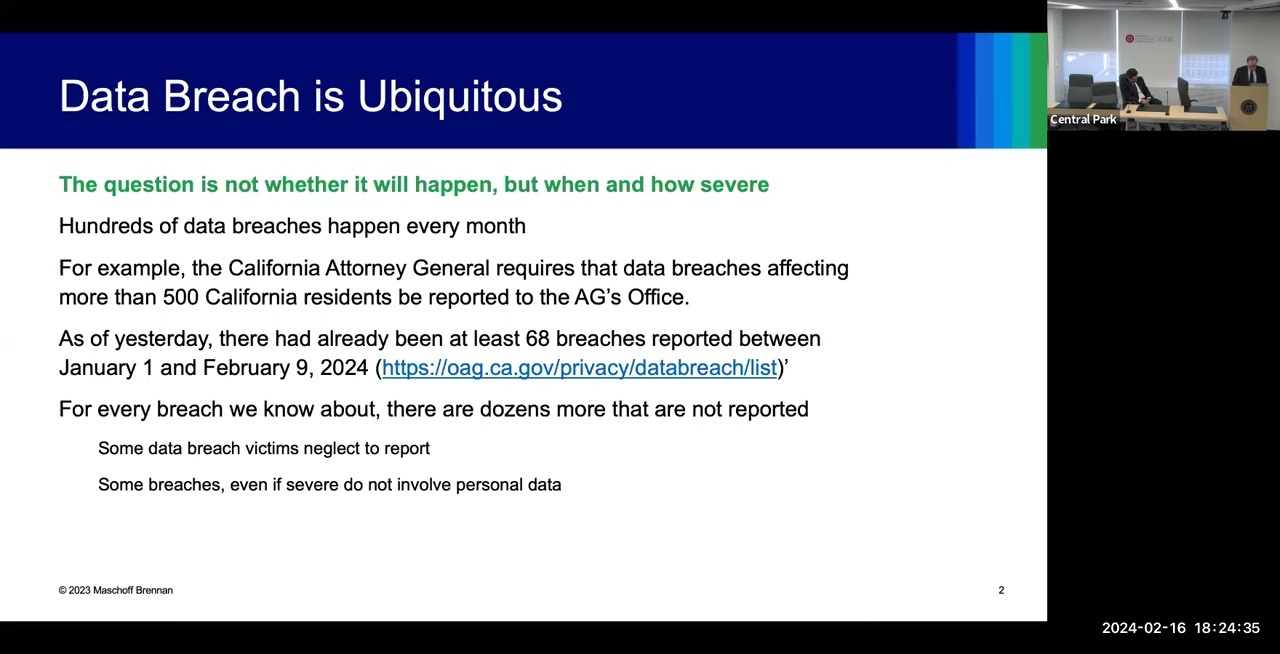 Data Breach is Ubiquitous
The question is not whether it will happen, but when and how severe
Hundreds of data breaches happen every month
For example, the California Attorney General requires that data breaches affecting
more than 500 California residents be reported to the AG’s Office.
As of yesterday, there had already been at least 68 breaches reported between
January 1 and February 9, 2024 (https://oag.ca.gov/privacy/databreach/list)’
For every breach we know about, there are dozens more that are not reported
Some data breach victims neglect to report
Some breaches, even if severe do not involve personal data
© 2023 Maschoff Brennan
2
Central Park
2024-02-16 18:24:35